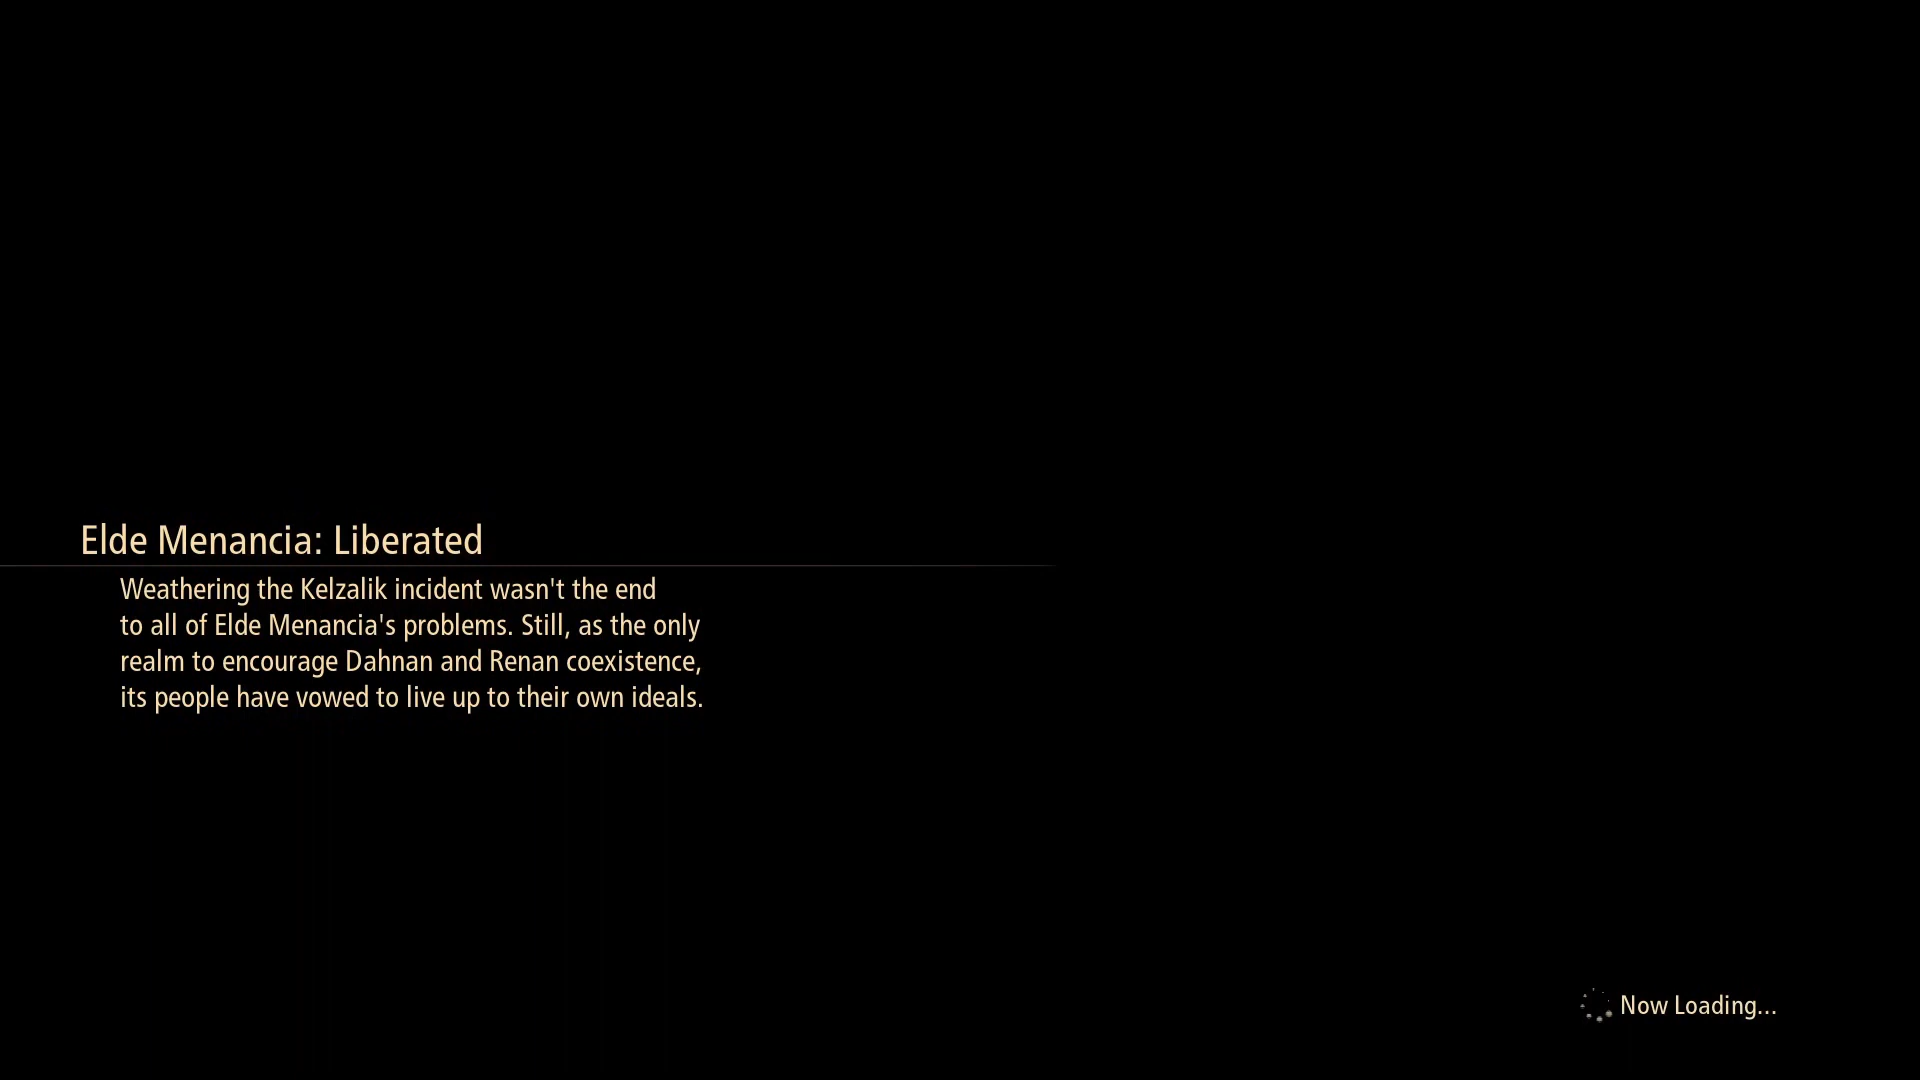 Elde Menancia: Liberated
Weathering the Kelzalik incident wasn't the end
to all of Elde Menancia's problems. Still, as the only
realm to encourage Dahnan and Renan coexistence,
its people have vowed to live up to their own ideals.
Now Loading...